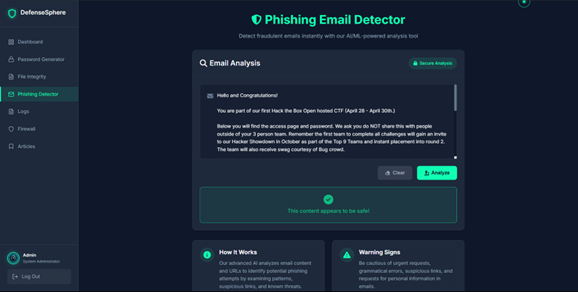 DefenseSphere
Dashboard
Password Generator
File Integrity
Phishing Detector
Logs
Firewall
Articles
Admin
System Administrator
Log Out
Phishing Email Detector
Detect fraudulent emails instantly with our AI/ML-powered analysis tool
Email Analysis
Secure Analysis
Hello and Congratulations!
You are part of our first Hack the Box Open hosted CTF (April 28 - April 30th.)
Below you will find the access page and password. We ask you do NOT share this with people
outside of your 3 person team. Remember the first team to complete all challenges will gain an invite
to our Hacker Showdown in October as part of the Top 9 Teams and instant placement into round 2.
The team will also receive swag courtesy of Bug crowd.
Clear
Analyze
This content appears to be safe!
How It Works
Our advanced AI analyzes email content
and URLs to identify potential phishing
attempts by examining patterns,
suspicious links, and known threats.
Warning Signs
Be cautious of urgent requests,
grammatical errors, suspicious links, and
requests for personal information in
emails.